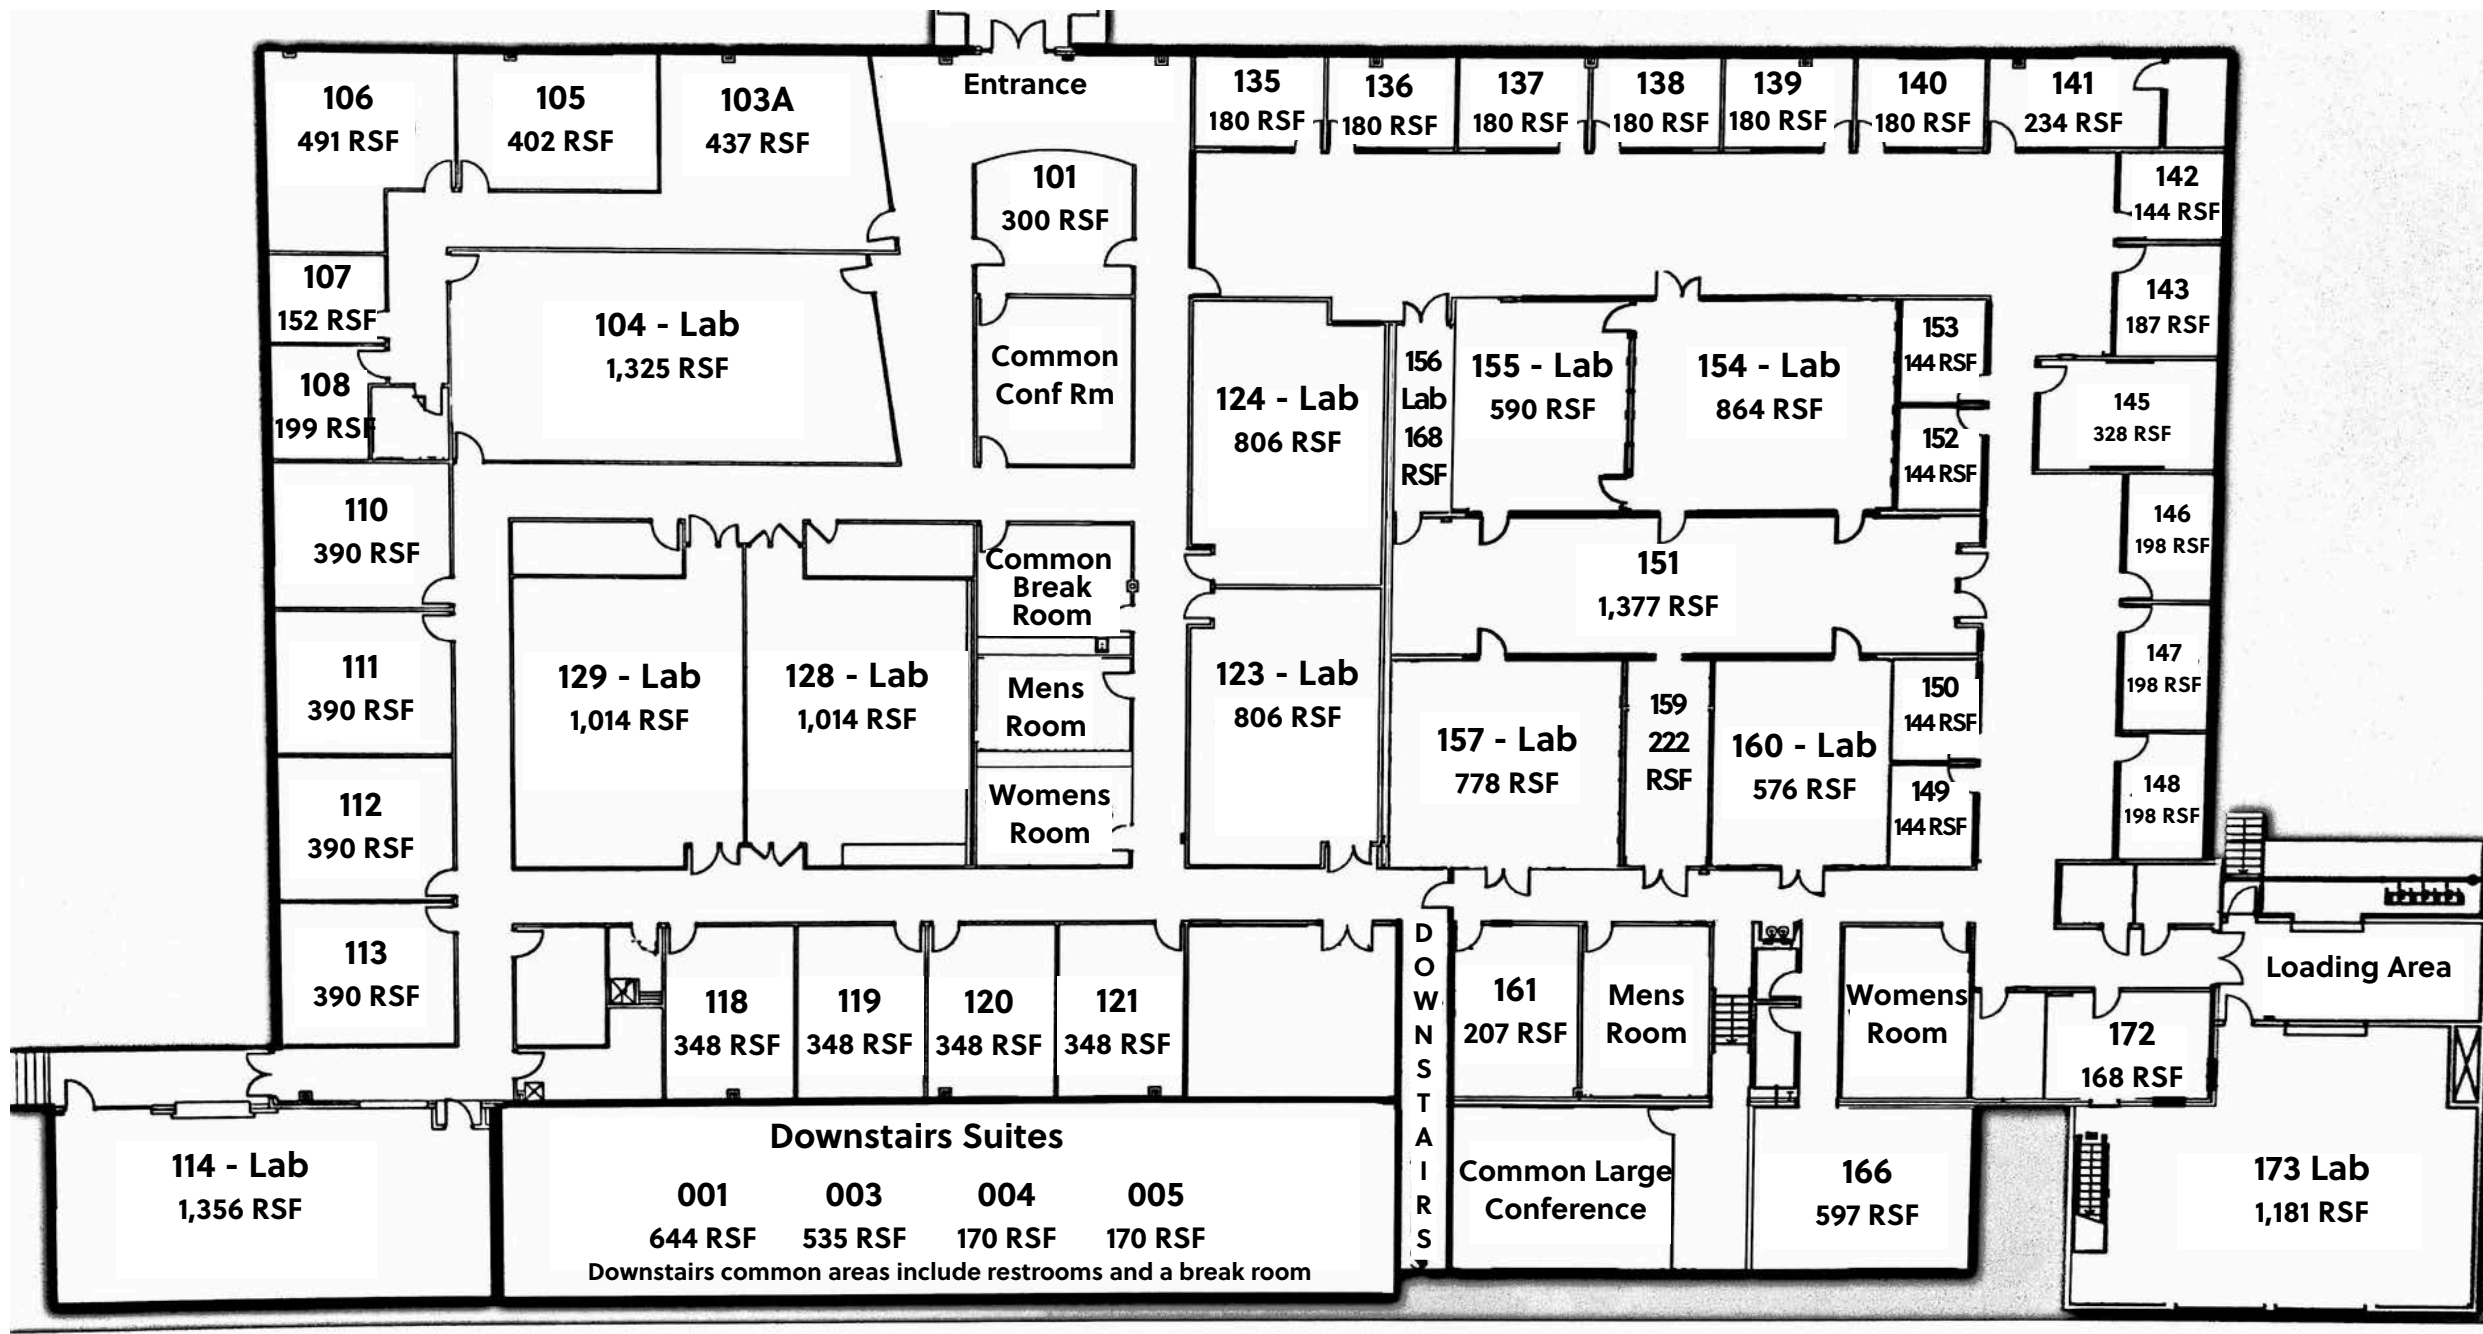 Entrance
106
491 RSF
105
402 RSF
103A
437 RSF
101
300 RSF
135
180 RSF
136
180 RSF
137
180 RSF
138
180 RSF
139
180 RSF
140
180 RSF
141
234 RSF
142
144 RSF
143
187 RSF
107
152 RSF
108
199 RSF
104 - Lab
1,325 RSF
Common
Conf Rm
124 - Lab
806 RSF
156
Lab
168
RSF
155 - Lab
590 RSF
154 - Lab
864 RSF
153
144 RSF
152
144 RSF
145
328 RSF
110
390 RSF
146
198 RSF
Common
Break
Room
151
1,377 RSF
111
390 RSF
129 - Lab
1,014 RSF
128 - Lab
1,014 RSF
Mens
Room
123 - Lab
806 RSF
147
198 RSF
157 - Lab
778 RSF
159
222
RSF
160 - Lab
576 RSF
150
144 RSF
149
144 RSF
148
198 RSF
112
390 RSF
Womens
Room
113
390 RSF
118
348 RSF
119
348 RSF
120
348 RSF
121
348 RSF
DOWNSTAIRS
161
207 RSF
Mens
Room
Womens
Room
Loading Area
172
168 RSF
114 - Lab
1,356 RSF
Downstairs Suites
001 003 004 005
644 RSF 535 RSF 170 RSF 170 RSF
Downstairs common areas include restrooms and a break room
Common Large
Conference
166
597 RSF
173 Lab
1,181 RSF